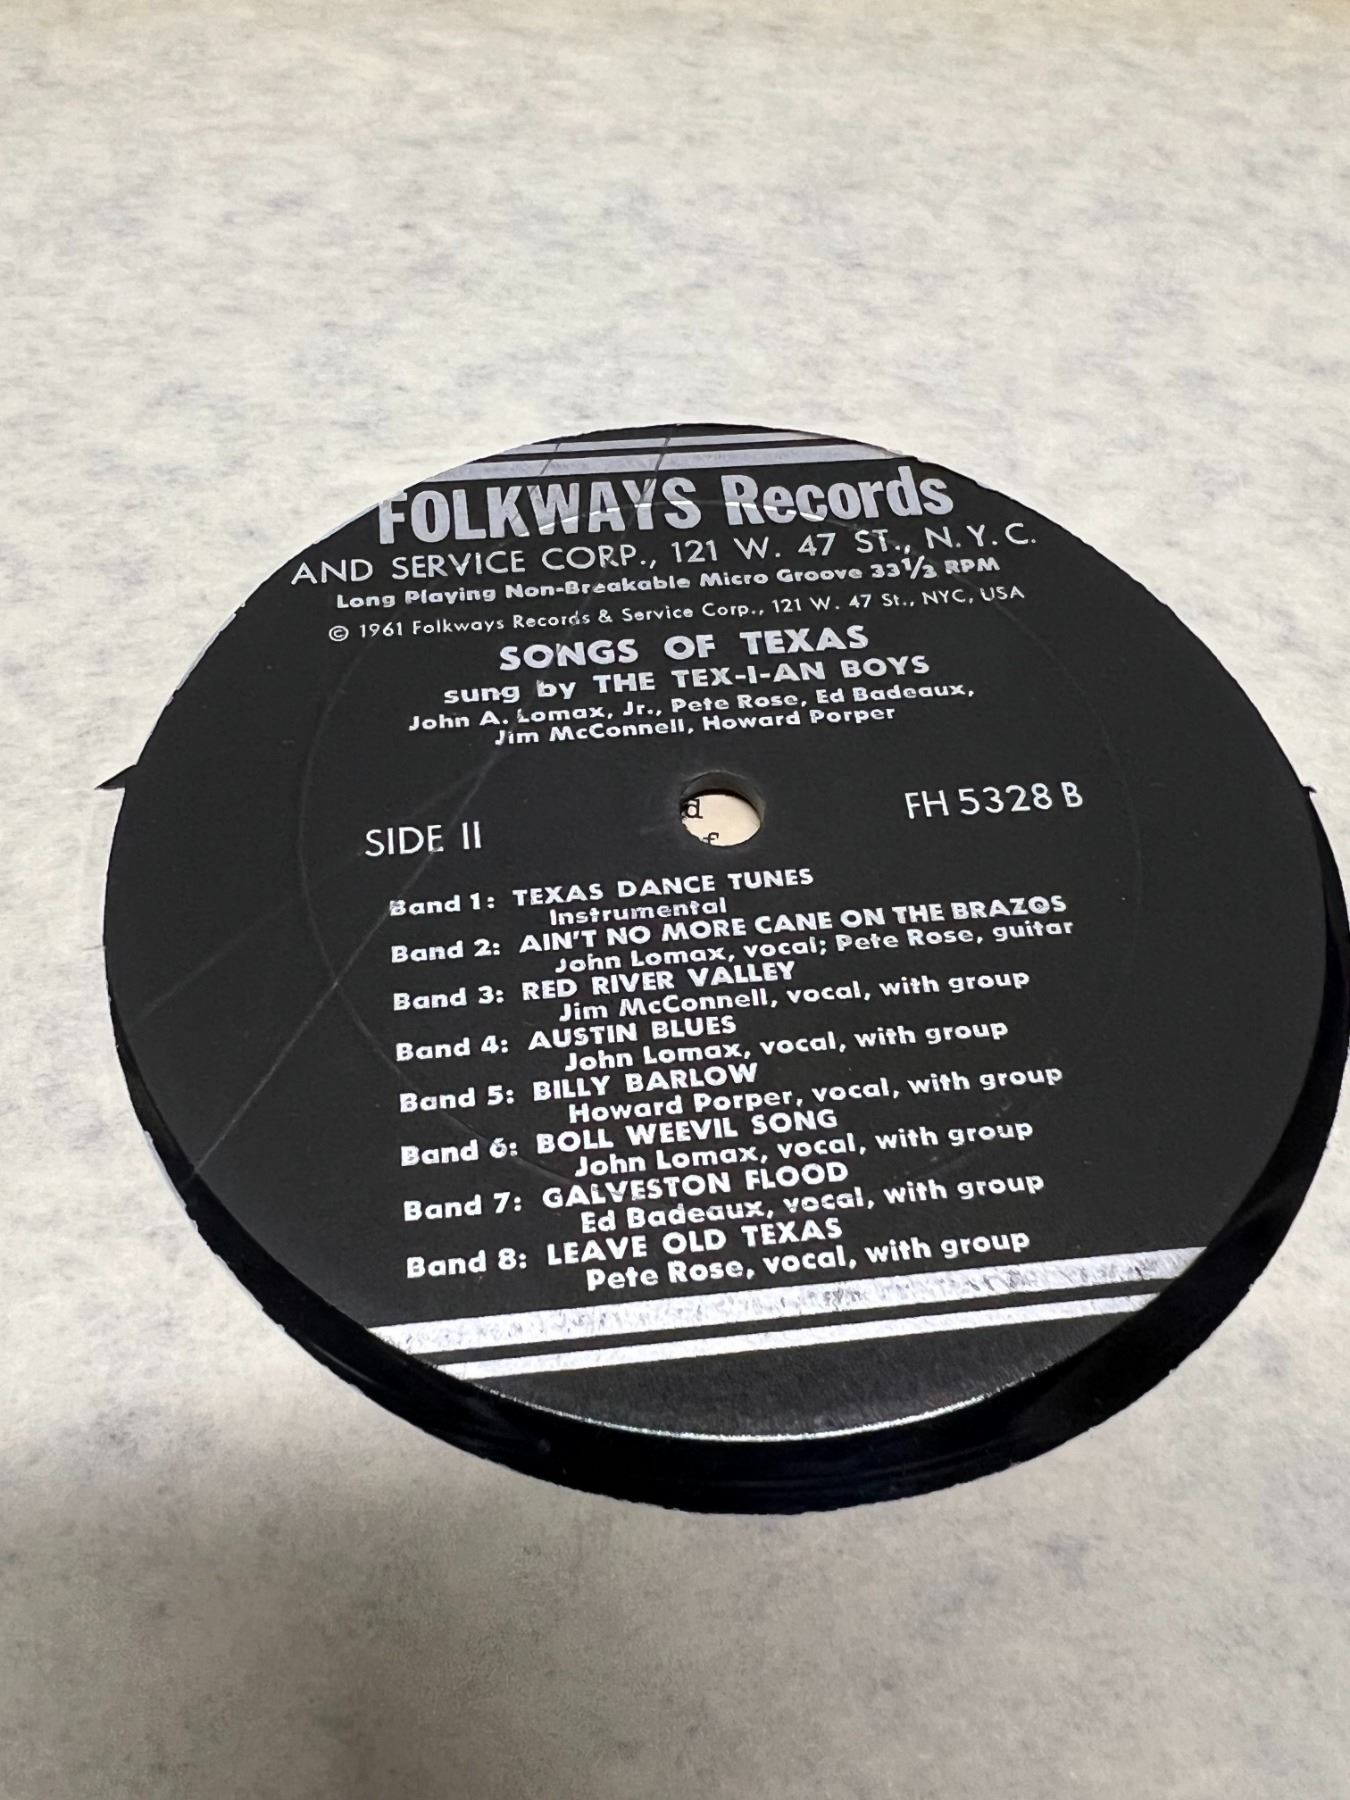 FOLKWAYS Records
AND SERVICE CORP., 121 W. 47 ST., N.Y.C.
Long Playing Non-Breakable Micro Groove 33 1/3 RPM
© 1961 Folkways Records & Service Corp., 121 W. 47 St., NYC, USA
SONGS OF TEXAS
sung by THE TEX-I-AN BOYS
John A. Lomax, Jr., Pete Rose, Ed Badeaux,
Jim McConnell, Howard Porper
SIDE II
FH 5328 B
d
f
Band 1: TEXAS DANCE TUNES
Instrumental
Band 2: AIN'T NO MORE CANE ON THE BRAZOS
John Lomax, vocal; Pete Rose, guitar
Band 3: RED RIVER VALLEY
Jim McConnell, vocal, with group
Band 4: AUSTIN BLUES
John Lomax, vocal, with group
Band 5: BILLY BARLOW
Howard Porper, vocal, with group
Band 6: BOLL WEEVIL SONG
John Lomax, vocal, with group
Band 7: GALVESTON FLOOD
Ed Badeaux, vocal, with group
Band 8: LEAVE OLD TEXAS
Pete Rose, vocal, with group